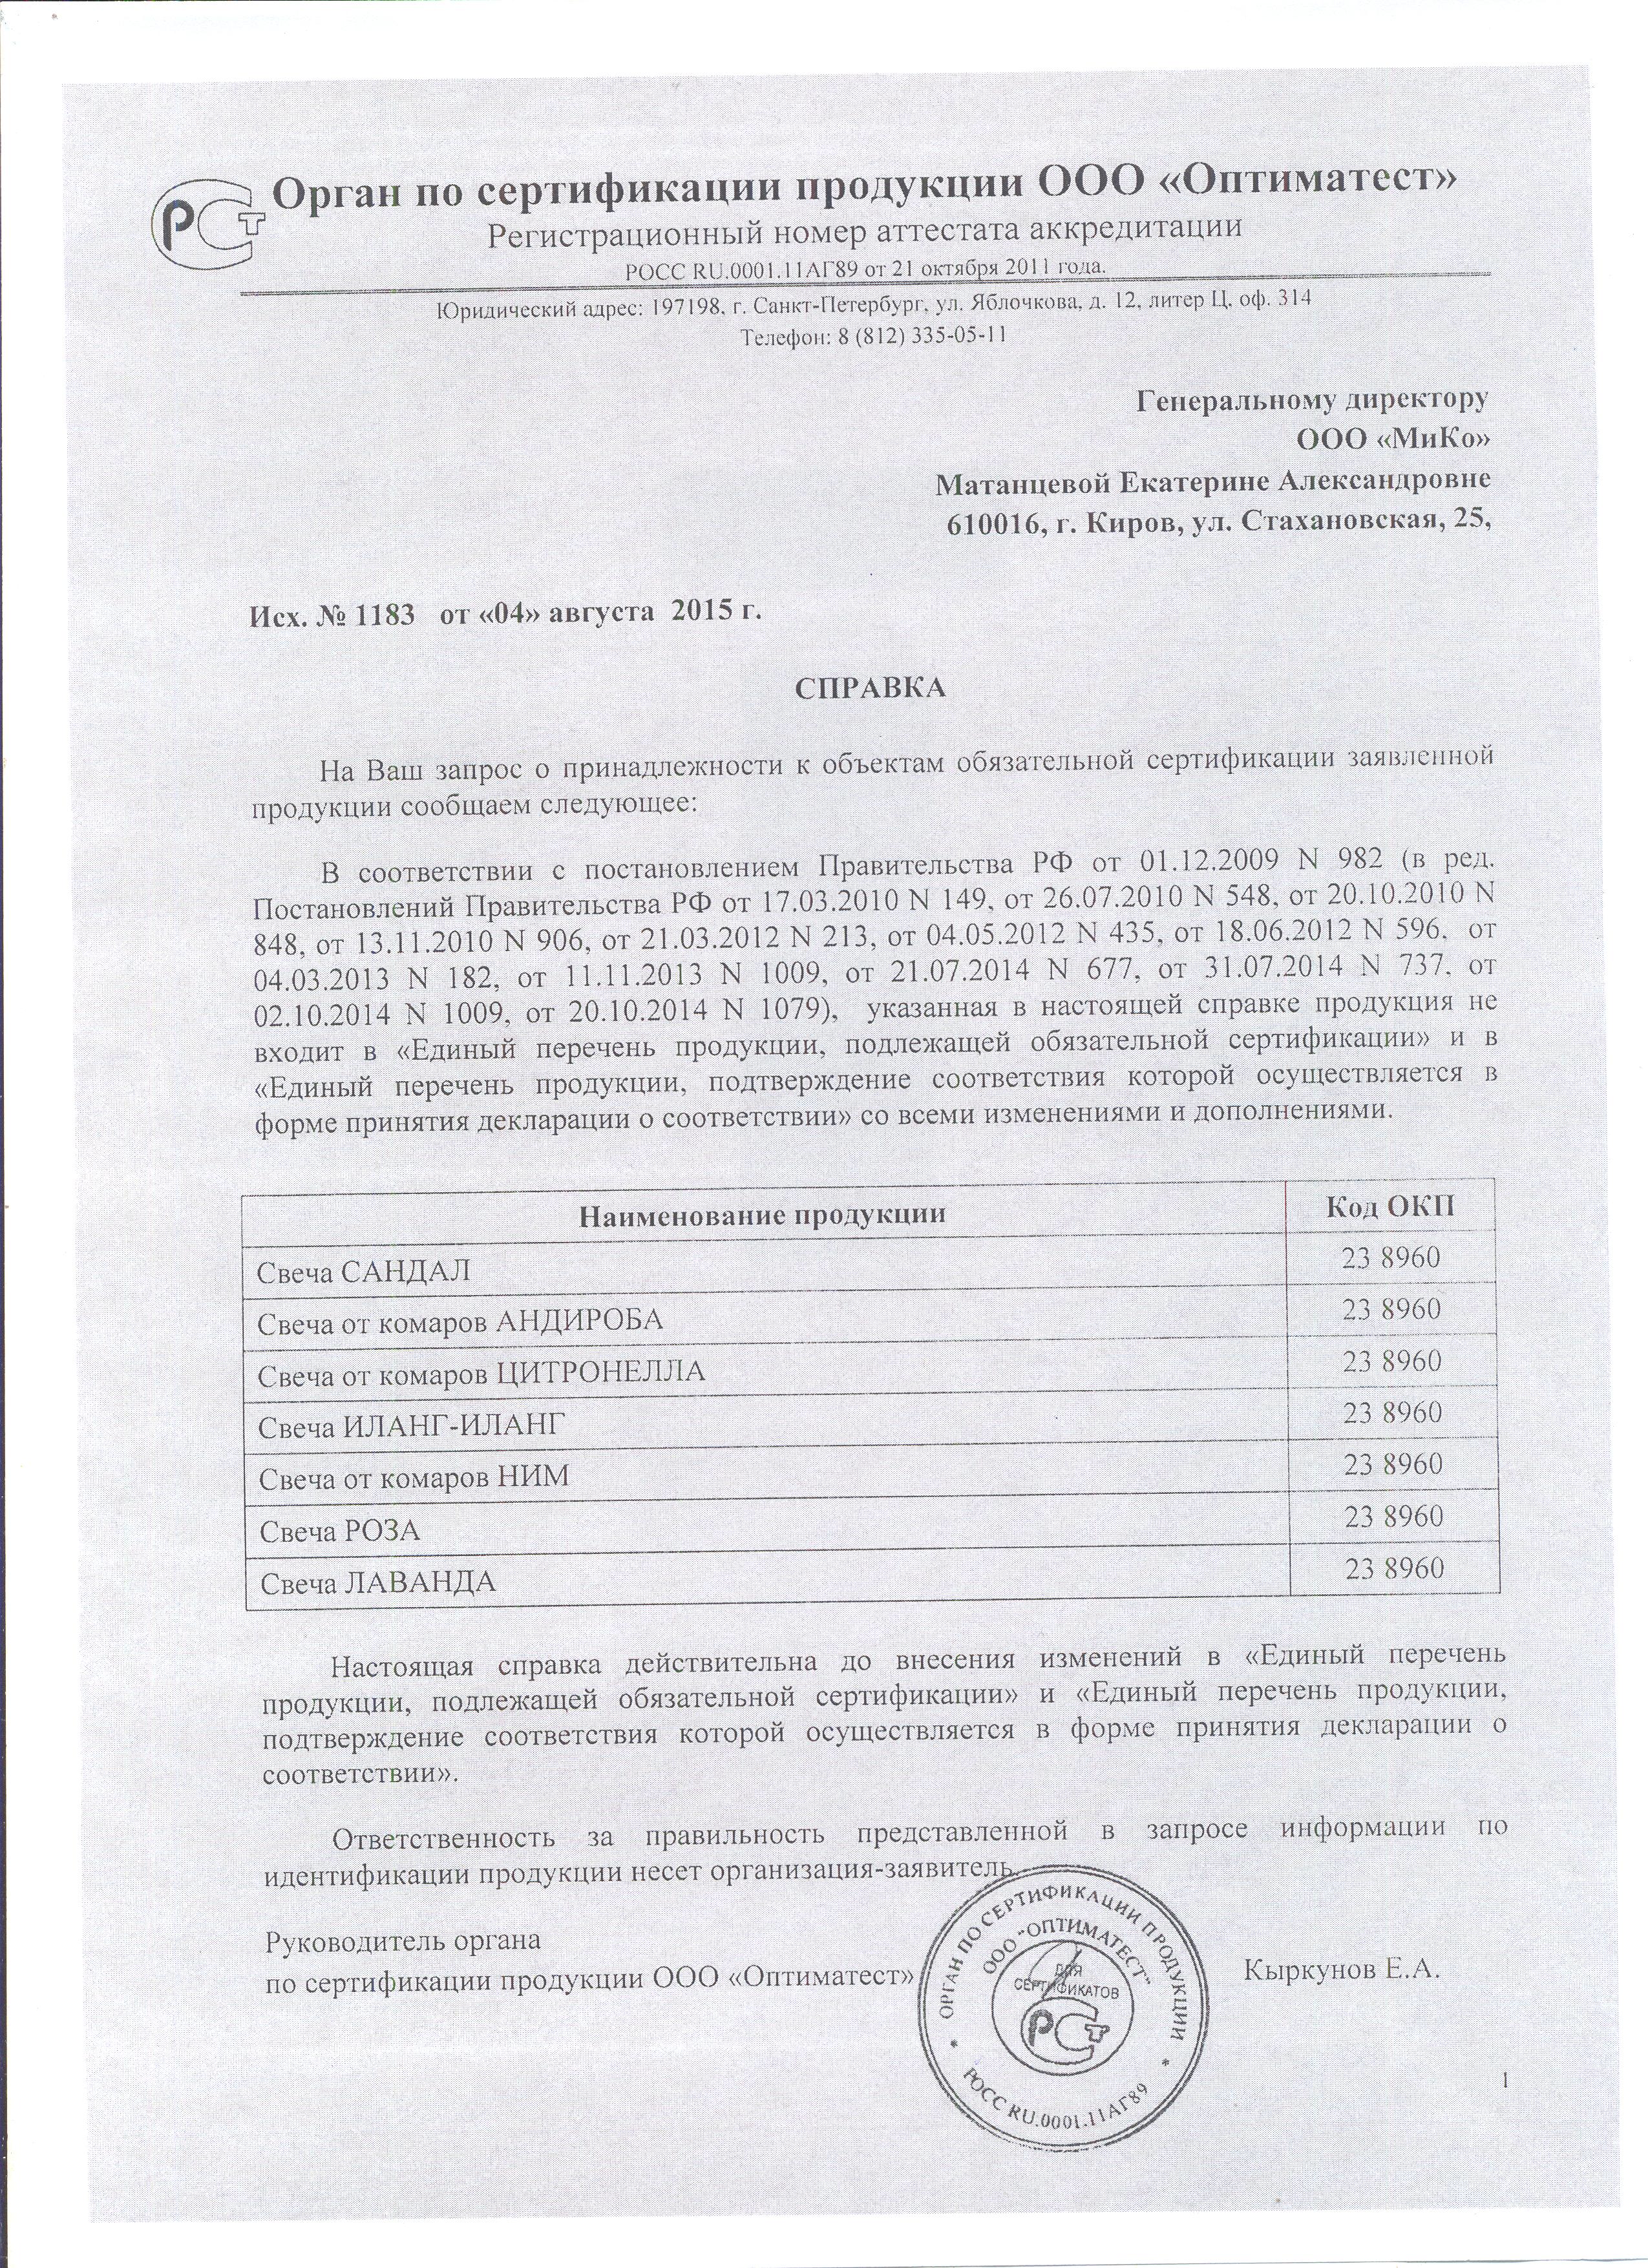 РСТ
Орган по сертификации продукции ООО «Оптиматест»
Регистрационный номер аттестата аккредитации
РОСС RU.0001.11АГ89 от 21 октября 2011 года.
Юридический адрес: 197198, г. Санкт-Петербург, ул. Яблочкова, д. 12, литер Ц, оф. 314
Телефон: 8 (812) 335-05-11
Генеральному директору
ООО «МиКо»
Матанцевой Екатерине Александровне
610016, г. Киров, ул. Стахановская, 25,
Исх. № 1183 от «04» августа 2015 г.
СПРАВКА
На Ваш запрос о принадлежности к объектам обязательной сертификации заявленной
продукции сообщаем следующее:
В соответствии с постановлением Правительства РФ от 01.12.2009 N 982 (в ред.
Постановлений Правительства РФ от 17.03.2010 N 149, от 26.07.2010 N 548, от 20.10.2010 N
848, от 13.11.2010 N 906, от 21.03.2012 N 213, от 04.05.2012 N 435, от 18.06.2012 N 596, от
04.03.2013 N 182, от 11.11.2013 N 1009, от 21.07.2014 N 677, от 31.07.2014 N 737, от
02.10.2014 N 1009, от 20.10.2014 N 1079), указанная в настоящей справке продукция не
входит в «Единый перечень продукции, подлежащей обязательной сертификации» и в
«Единый перечень продукции, подтверждение соответствия которой осуществляется в
форме принятия декларации о соответствии» со всеми изменениями и дополнениями.
Наименование продукции Код ОКП
Свеча САНДАЛ 23 8960
Свеча от комаров АНДИРОБА 23 8960
Свеча от комаров ЦИТРОНЕЛЛА 23 8960
Свеча ИЛАНГ-ИЛАНГ 23 8960
Свеча от комаров НИМ 23 8960
Свеча РОЗА 23 8960
Свеча ЛАВАНДА 23 8960
Настоящая справка действительна до внесения изменений в «Единый перечень
продукции, подлежащей обязательной сертификации» и «Единый перечень продукции,
подтверждение соответствия которой осуществляется в форме принятия декларации о
соответствии».
Ответственность за правильность представленной в запросе информации по
идентификации продукции несет организация-заявитель.
Руководитель органа
по сертификации продукции ООО «Оптиматест» Кыркунов Е.А.
ОРГАН ПО СЕРТИФИКАЦИИ ПРОДУКЦИИ
ООО "ОПТИМАТЕСТ"
ДЛЯ
СЕРТИФИКАТОВ
РСТ
* РОСС RU.0001.11АГ89 *
1